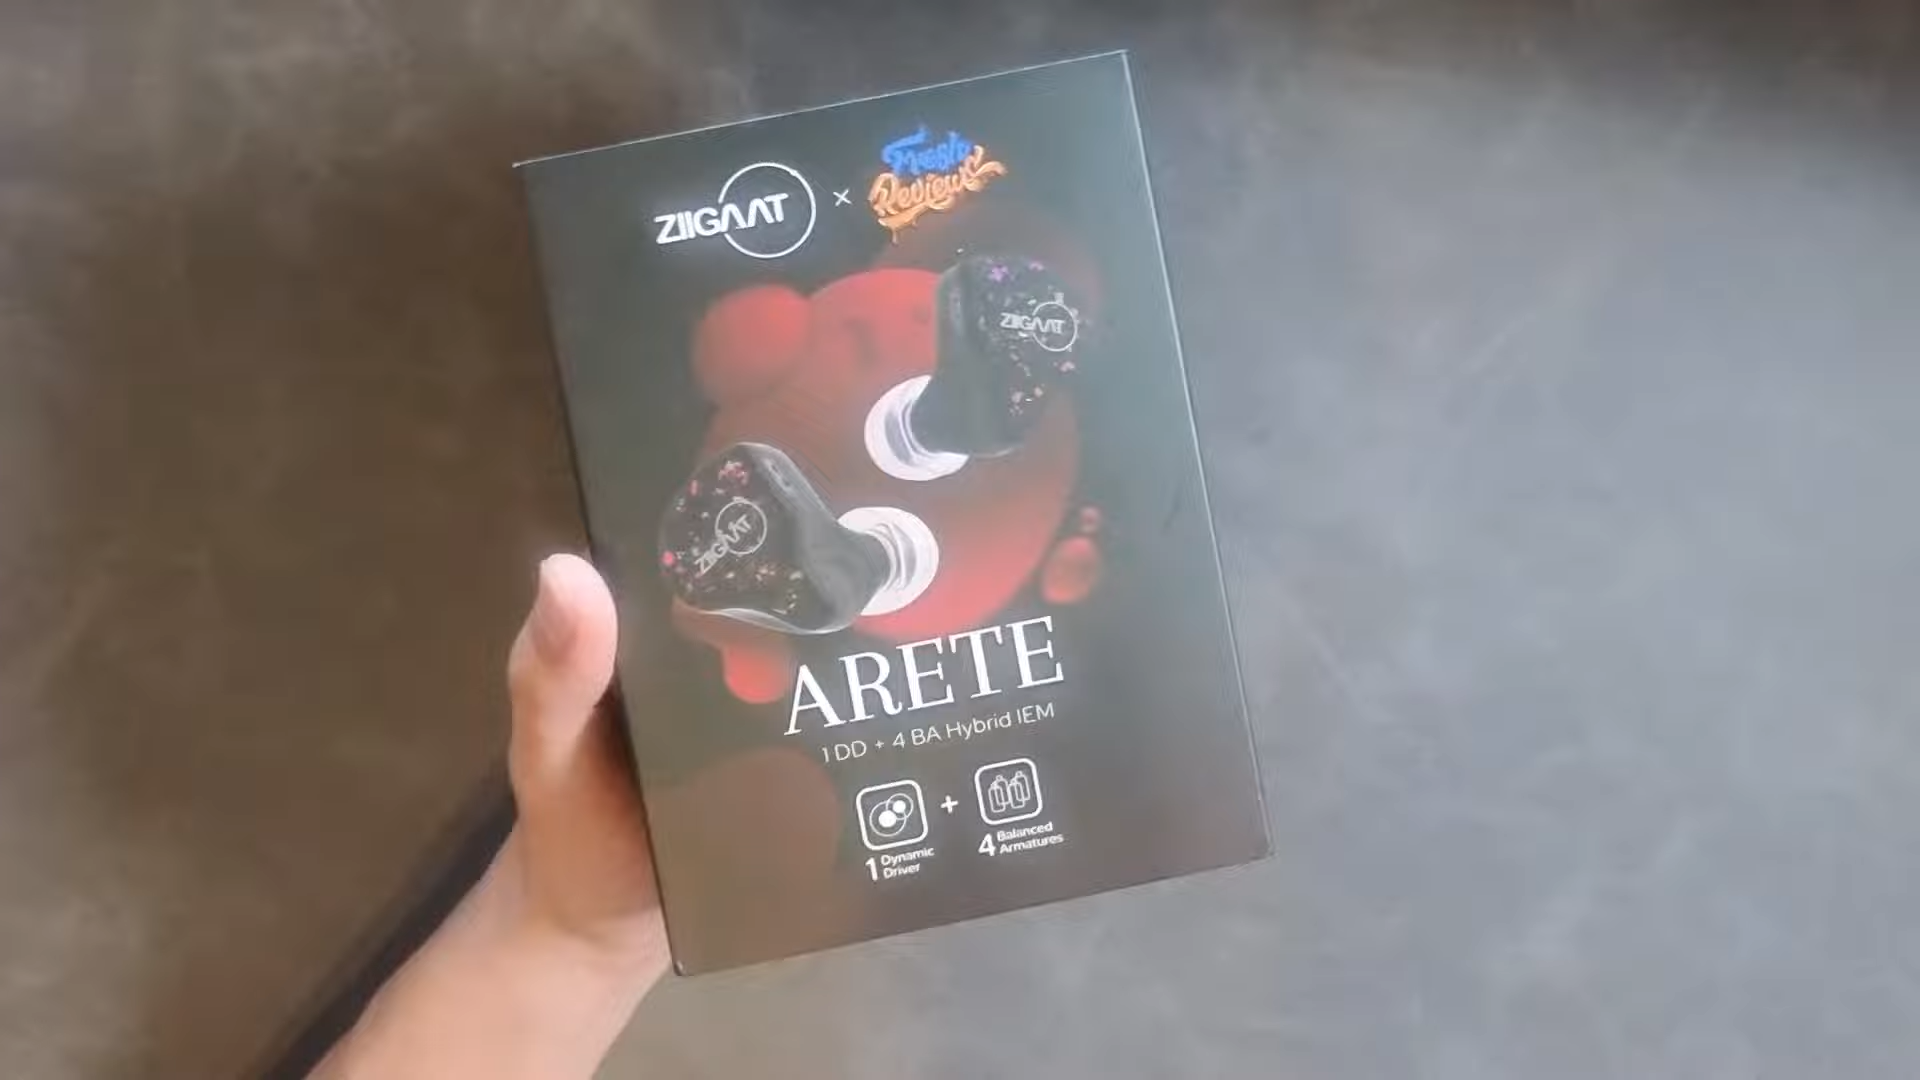 ZIIGAAT x Fresh Reviews
ZIIGAAT
ZIIGAAT
ARETE
1 DD + 4 BA Hybrid IEM
+
1 Dynamic Driver
4 Balanced Armatures